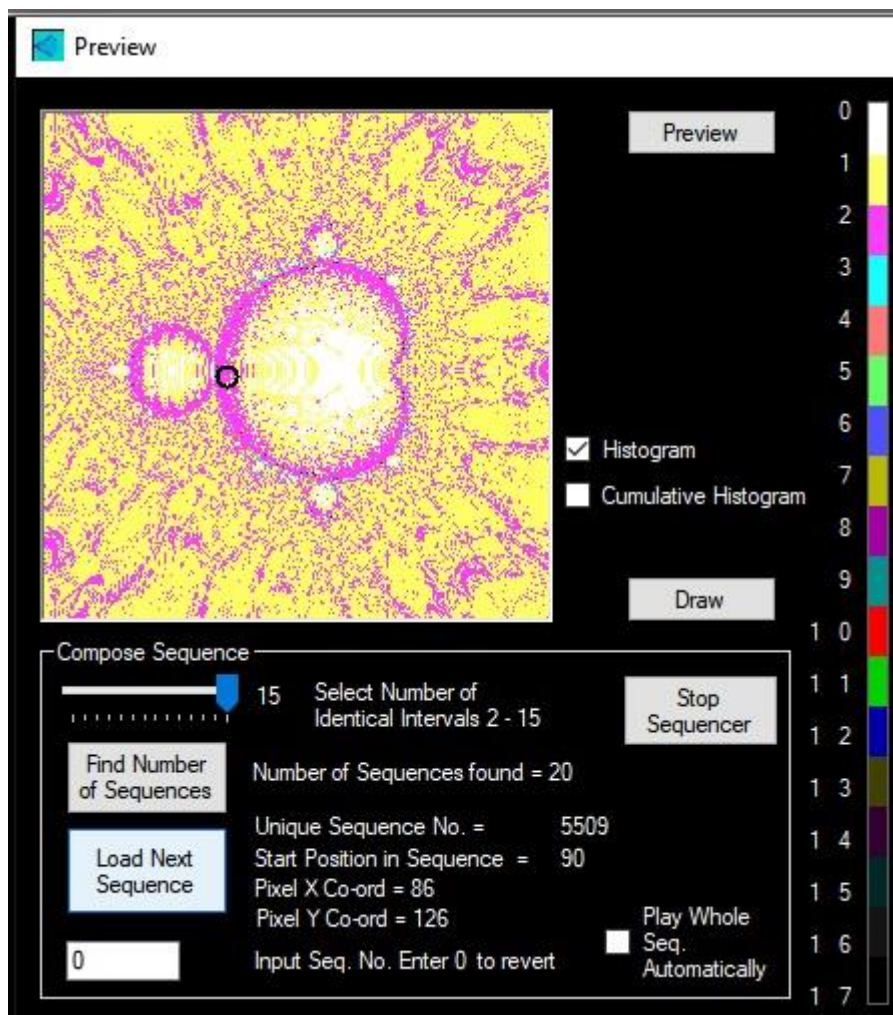 Preview
Preview
0
1
2
3
4
5
6
7
8
9
1 0
1 1
1 2
1 3
1 4
1 5
1 6
1 7
Histogram
Cumulative Histogram
Draw
Compose Sequence
15
Select Number of
Identical Intervals 2 - 15
Stop
Sequencer
Find Number
of Sequences
Number of Sequences found = 20
Load Next
Sequence
Unique Sequence No. = 5509
Start Position in Sequence = 90
Pixel X Co-ord = 86
Pixel Y Co-ord = 126
0
Input Seq. No. Enter 0 to revert
Play Whole
Seq.
Automatically